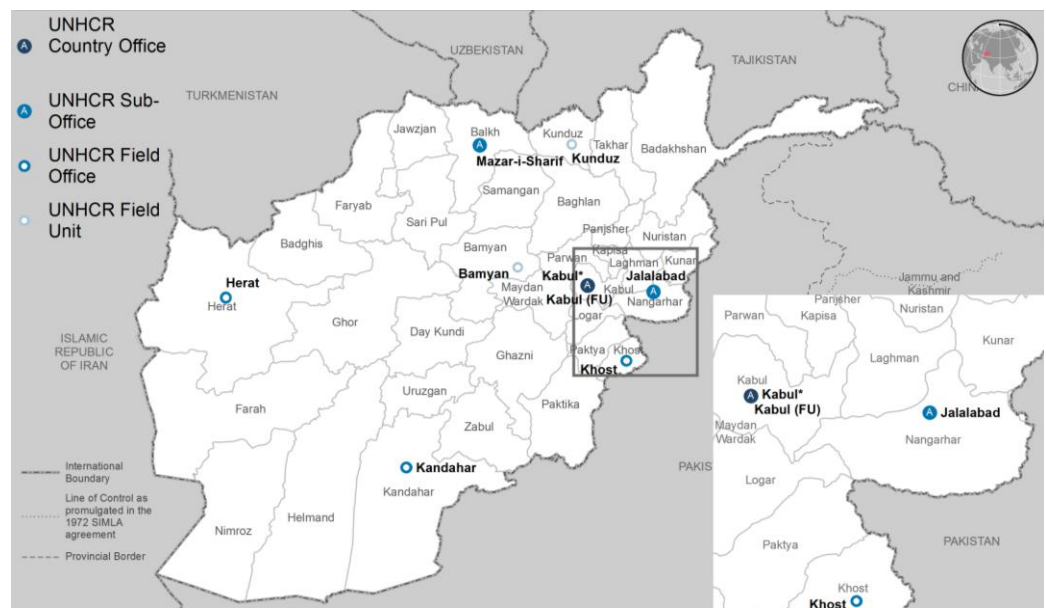 UNHCR
Country Office
UNHCR Sub-
Office
UNHCR Field
Office
UNHCR Field
Unit
UZBEKISTAN
TAJIKISTAN
TURKMENISTAN
CHIN
Jawzjan
Balkh
Mazar-i-Sharif
Kunduz
Kunduz
Takhar
Badakhshan
Samangan
Baghlan
Faryab
Sari Pul
Panjsher
Badghis
Bamyan
Bamyan
Parwan
Kapisa
Nuristan
Laghman
Kunar
Kabul*
Kabul (FU)
Kabul
Jalalabad
Nangarhar
Herat
Herat
Maydan
Wardak
Logar
Ghor
Day Kundi
Ghazni
Paktya
Khost
Khost
Jammu and
Kashmir
ISLAMIC
REPUBLIC
OF IRAN
Uruzgan
Paktika
Farah
Zabul
Kandahar
Kandahar
Nimroz
Helmand
PAKIS
International
Boundary
Line of Control as
promulgated in the
1972 SIMLA
agreement
Provincial Border
Parwan
Panjsher
Kapisa
Nuristan
Kunar
Laghman
Kabul
Kabul*
Kabul (FU)
Jalalabad
Maydan
Wardak
Nangarhar
Logar
Paktya
PAKISTAN
Khost
Khost